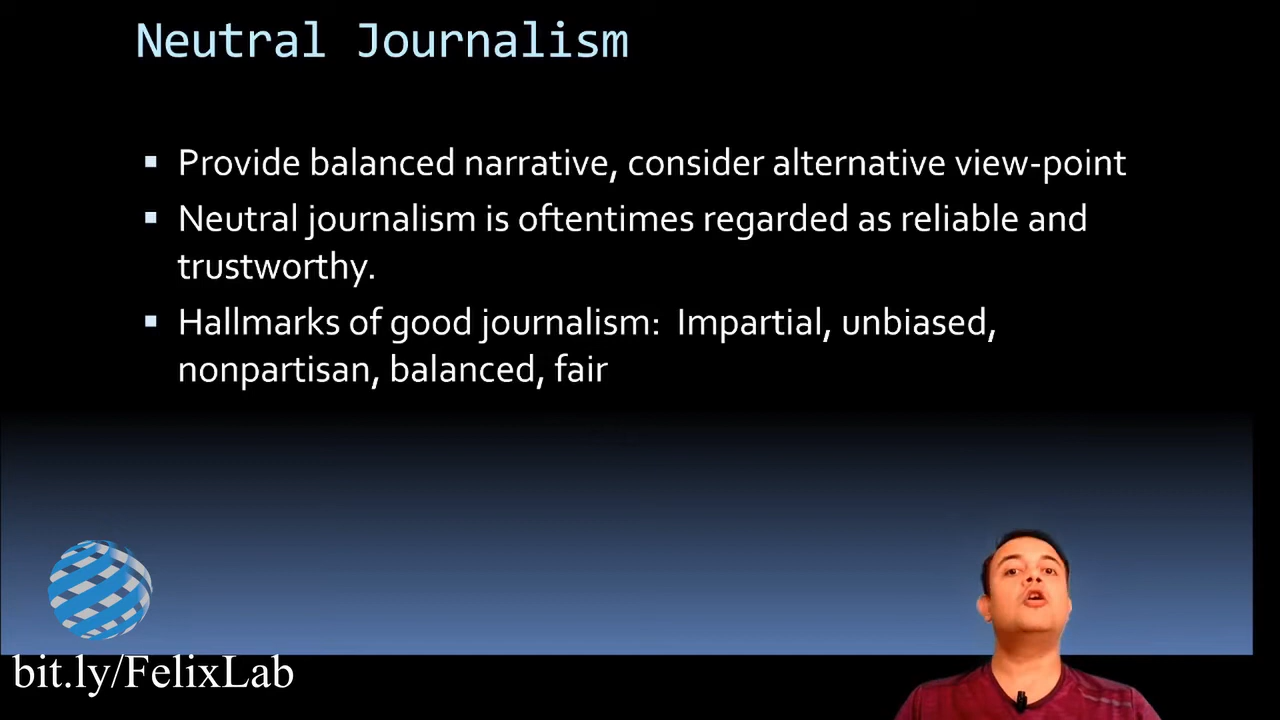 Neutral Journalism
Provide balanced narrative, consider alternative view-point
Neutral journalism is oftentimes regarded as reliable and
trustworthy.
Hallmarks of good journalism:  Impartial, unbiased,
nonpartisan, balanced, fair
bit.ly/FelixLab